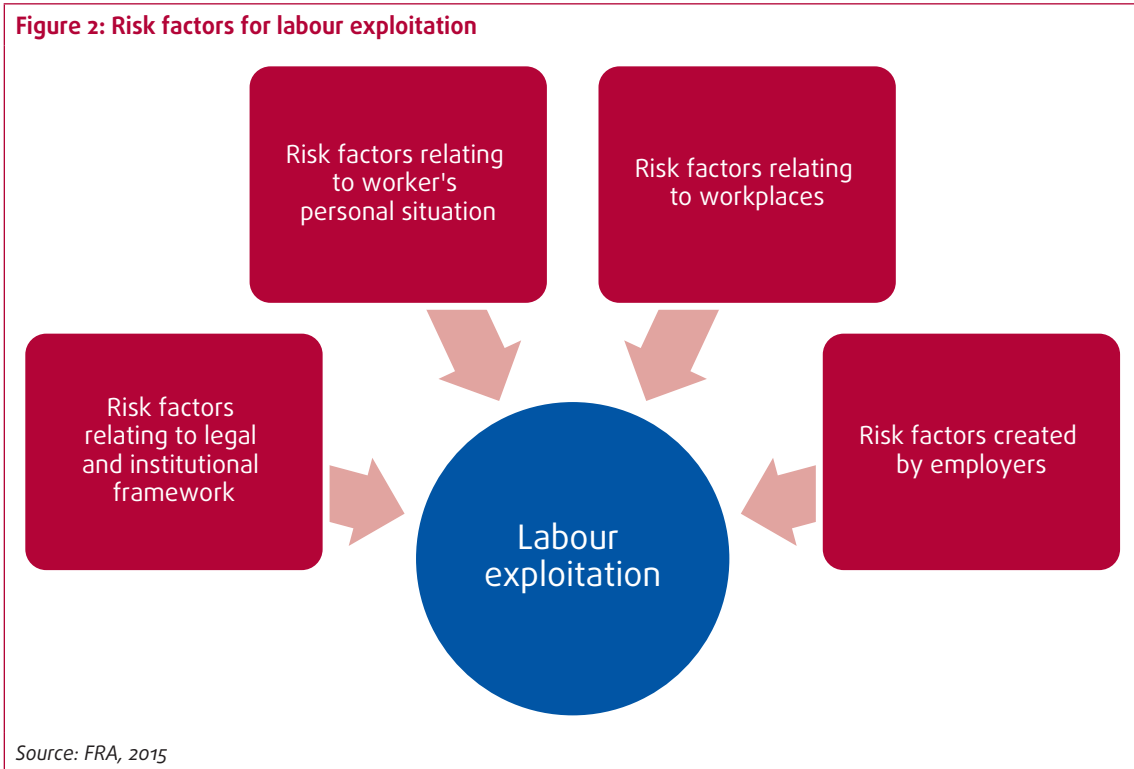 Figure 2: Risk factors for labour exploitation
Risk factors relating
to worker's
personal situation
Risk factors relating
to workplaces
Risk factors
relating to legal
and institutional
framework
Risk factors created
by employers
Labour
exploitation
Source: FRA, 2015